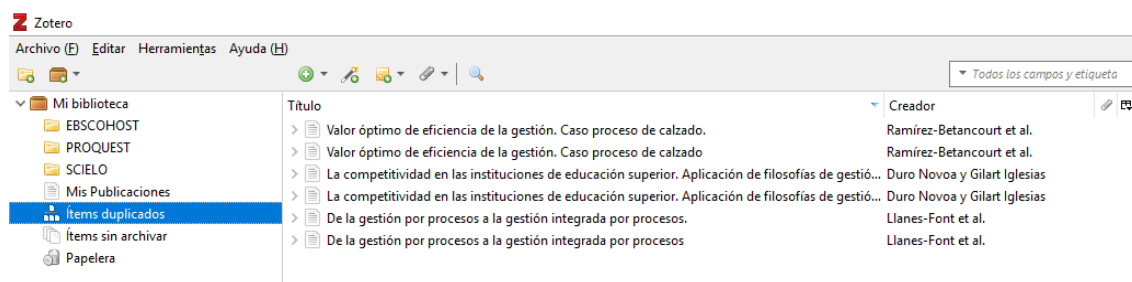 Zotero
Archivo (F) Editar Herramientas Ayuda (H)
Todos los campos y etiqueta
Mi biblioteca
EBSCOHOST
PROQUEST
SCIELO
Mis Publicaciones
Ítems duplicados
Ítems sin archivar
Papelera
Título Creador
Valor óptimo de eficiencia de la gestión. Caso proceso de calzado. Ramírez-Betancourt et al.
Valor óptimo de eficiencia de la gestión. Caso proceso de calzado Ramírez-Betancourt et al.
La competitividad en las instituciones de educación superior. Aplicación de filosofías de gestió... Duro Novoa y Gilart Iglesias
La competitividad en las instituciones de educación superior. Aplicación de filosofías de gestió... Duro Novoa y Gilart Iglesias
De la gestión por procesos a la gestión integrada por procesos. Llanes-Font et al.
De la gestión por procesos a la gestión integrada por procesos Llanes-Font et al.